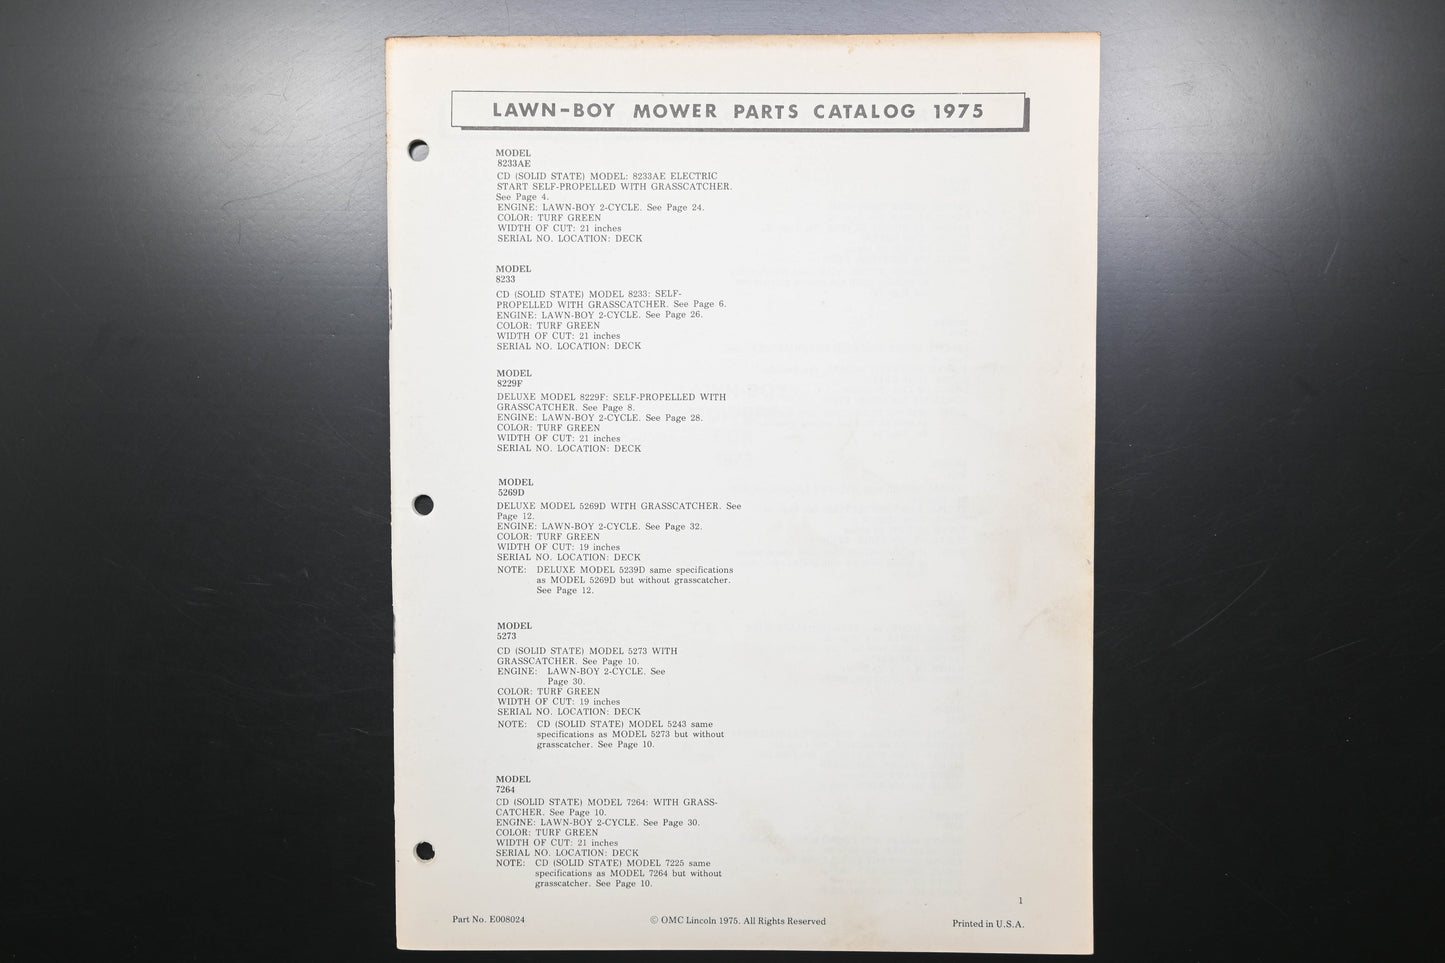 LAWN-BOY MOWER PARTS CATALOG 1975
MODEL
8233AE
CD (SOLID STATE) MODEL: 8233AE ELECTRIC
START SELF-PROPELLED WITH GRASSCATCHER.
See Page 4.
ENGINE: LAWN-BOY 2-CYCLE. See Page 24.
COLOR: TURF GREEN
WIDTH OF CUT: 21 inches
SERIAL NO. LOCATION: DECK
MODEL
8233
CD (SOLID STATE) MODEL 8233: SELF-
PROPELLED WITH GRASSCATCHER. See Page 6.
ENGINE: LAWN-BOY 2-CYCLE. See Page 26.
COLOR: TURF GREEN
WIDTH OF CUT: 21 inches
SERIAL NO. LOCATION: DECK
MODEL
8229F
DELUXE MODEL 8229F: SELF-PROPELLED WITH
GRASSCATCHER. See Page 8.
ENGINE: LAWN-BOY 2-CYCLE. See Page 28.
COLOR: TURF GREEN
WIDTH OF CUT: 21 inches
SERIAL NO. LOCATION: DECK
MODEL
5269D
DELUXE MODEL 5269D WITH GRASSCATCHER. See
Page 12.
ENGINE: LAWN-BOY 2-CYCLE. See Page 32.
COLOR: TURF GREEN
WIDTH OF CUT: 19 inches
SERIAL NO. LOCATION: DECK
NOTE: DELUXE MODEL 5239D same specifications
as MODEL 5269D but without grasscatcher.
See Page 12.
MODEL
5273
CD (SOLID STATE) MODEL 5273 WITH
GRASSCATCHER. See Page 10.
ENGINE: LAWN-BOY 2-CYCLE. See
Page 30.
COLOR: TURF GREEN
WIDTH OF CUT: 19 inches
SERIAL NO. LOCATION: DECK
NOTE: CD (SOLID STATE) MODEL 5243 same
specifications as MODEL 5273 but without
grasscatcher. See Page 10.
MODEL
7264
CD (SOLID STATE) MODEL 7264: WITH GRASS-
CATCHER. See Page 10.
ENGINE: LAWN-BOY 2-CYCLE. See Page 30.
COLOR: TURF GREEN
WIDTH OF CUT: 21 inches
SERIAL NO. LOCATION: DECK
NOTE: CD (SOLID STATE) MODEL 7225 same
specifications as MODEL 7264 but without
grasscatcher. See Page 10.
1
Part No. E008024 © OMC Lincoln 1975. All Rights Reserved Printed in U.S.A.